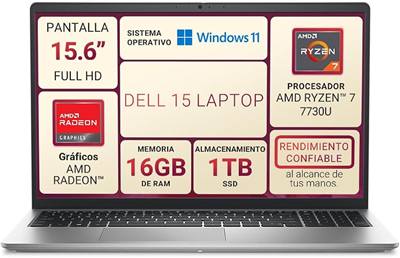 PANTALLA
15.6”
FULL HD
SISTEMA
OPERATIVO
Windows 11
AMD
RYZEN
7
PROCESADOR
AMD RYZEN™ 7
7730U
DELL 15 LAPTOP
AMD
RADEON
GRAPHICS
Gráficos
AMD
RADEON™
MEMORIA
16GB
DE RAM
ALMACENAMIENTO
1TB
SSD
RENDIMIENTO
CONFIABLE
al alcance de
tus manos.